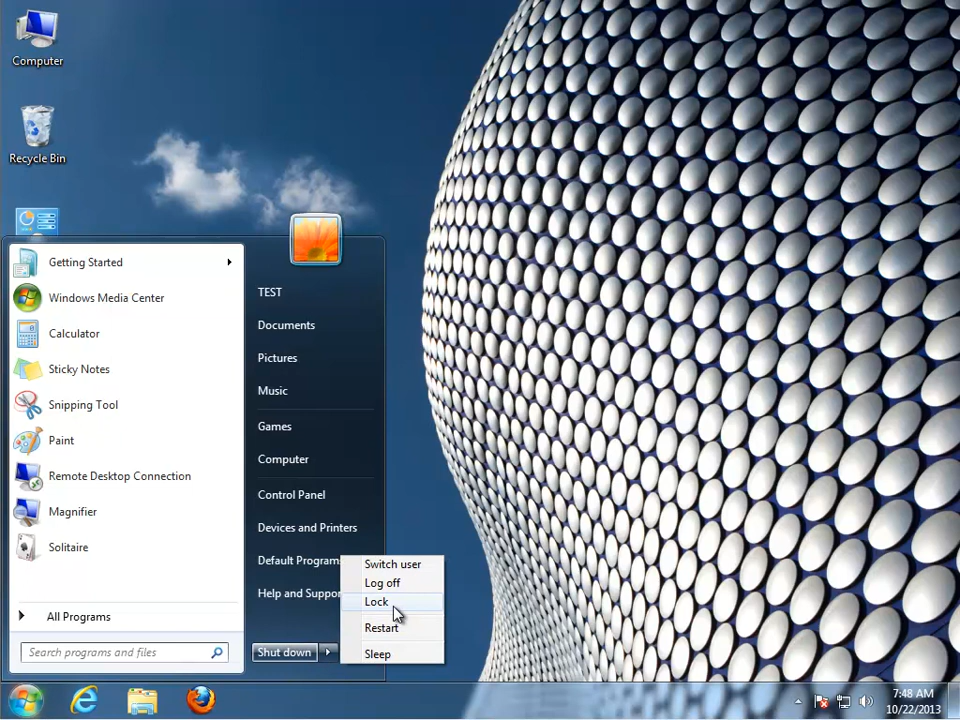 Computer
Recycle Bin
Getting Started
Windows Media Center
Calculator
Sticky Notes
Snipping Tool
Paint
Remote Desktop Connection
Magnifier
Solitaire
All Programs
Search programs and files
TEST
Documents
Pictures
Music
Games
Computer
Control Panel
Devices and Printers
Default Program
Help and Suppor
Shut down
Switch user
Log off
Lock
Restart
Sleep
7:48 AM
10/22/2013